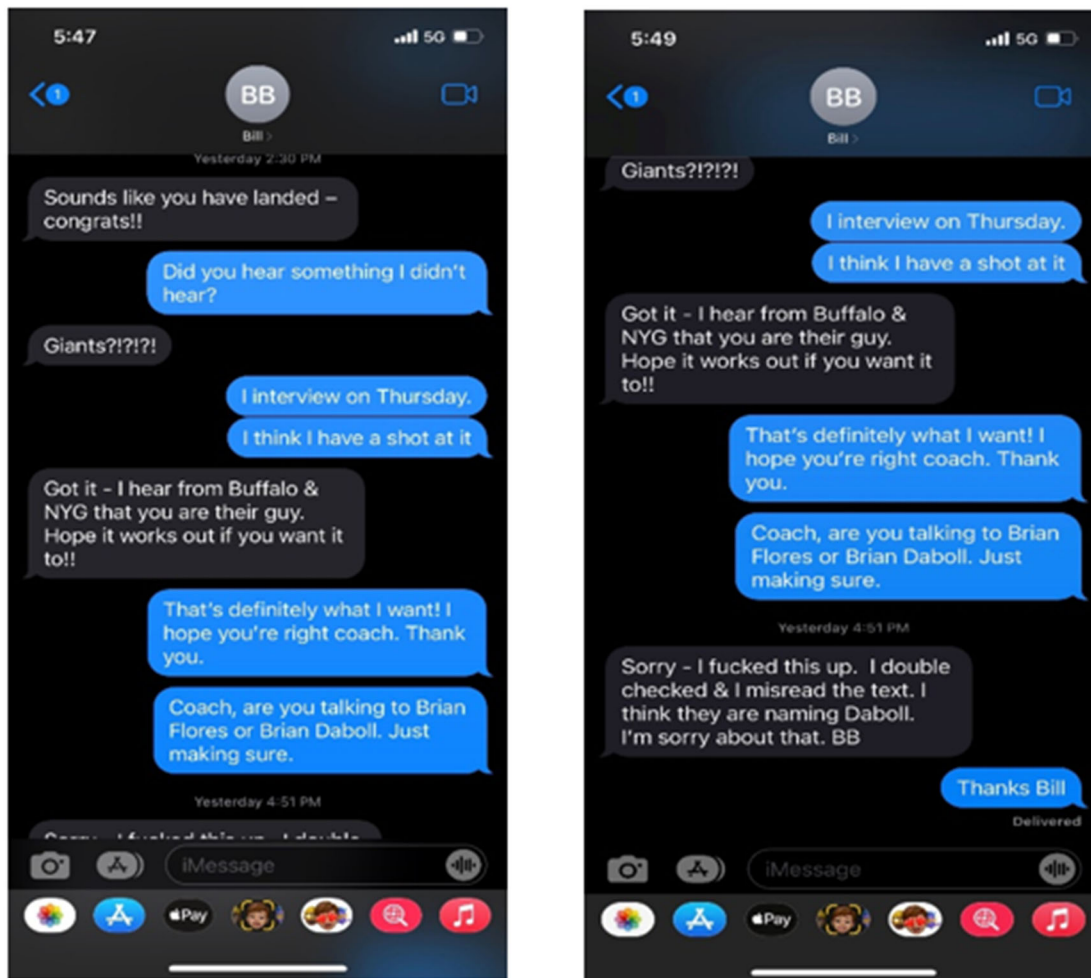 5:47
5G
1
BB
Bill >
Yesterday 2:30 PM
Sounds like you have landed –
congrats!!
Did you hear something I didn't
hear?
Giants?!?!?!
I interview on Thursday.
I think I have a shot at it
Got it - I hear from Buffalo &
NYG that you are their guy.
Hope it works out if you want it
to!!
That's definitely what I want! I
hope you're right coach. Thank
you.
Coach, are you talking to Brian
Flores or Brian Daboll. Just
making sure.
Yesterday 4:51 PM
Sorry - I fucked this up. I double
iMessage
Pay
5:49
5G
1
BB
Bill >
Giants?!?!?!
I interview on Thursday.
I think I have a shot at it
Got it - I hear from Buffalo &
NYG that you are their guy.
Hope it works out if you want it
to!!
That's definitely what I want! I
hope you're right coach. Thank
you.
Coach, are you talking to Brian
Flores or Brian Daboll. Just
making sure.
Yesterday 4:51 PM
Sorry - I fucked this up.  I double
checked & I misread the text. I
think they are naming Daboll.
I'm sorry about that. BB
Thanks Bill
Delivered
iMessage
Pay